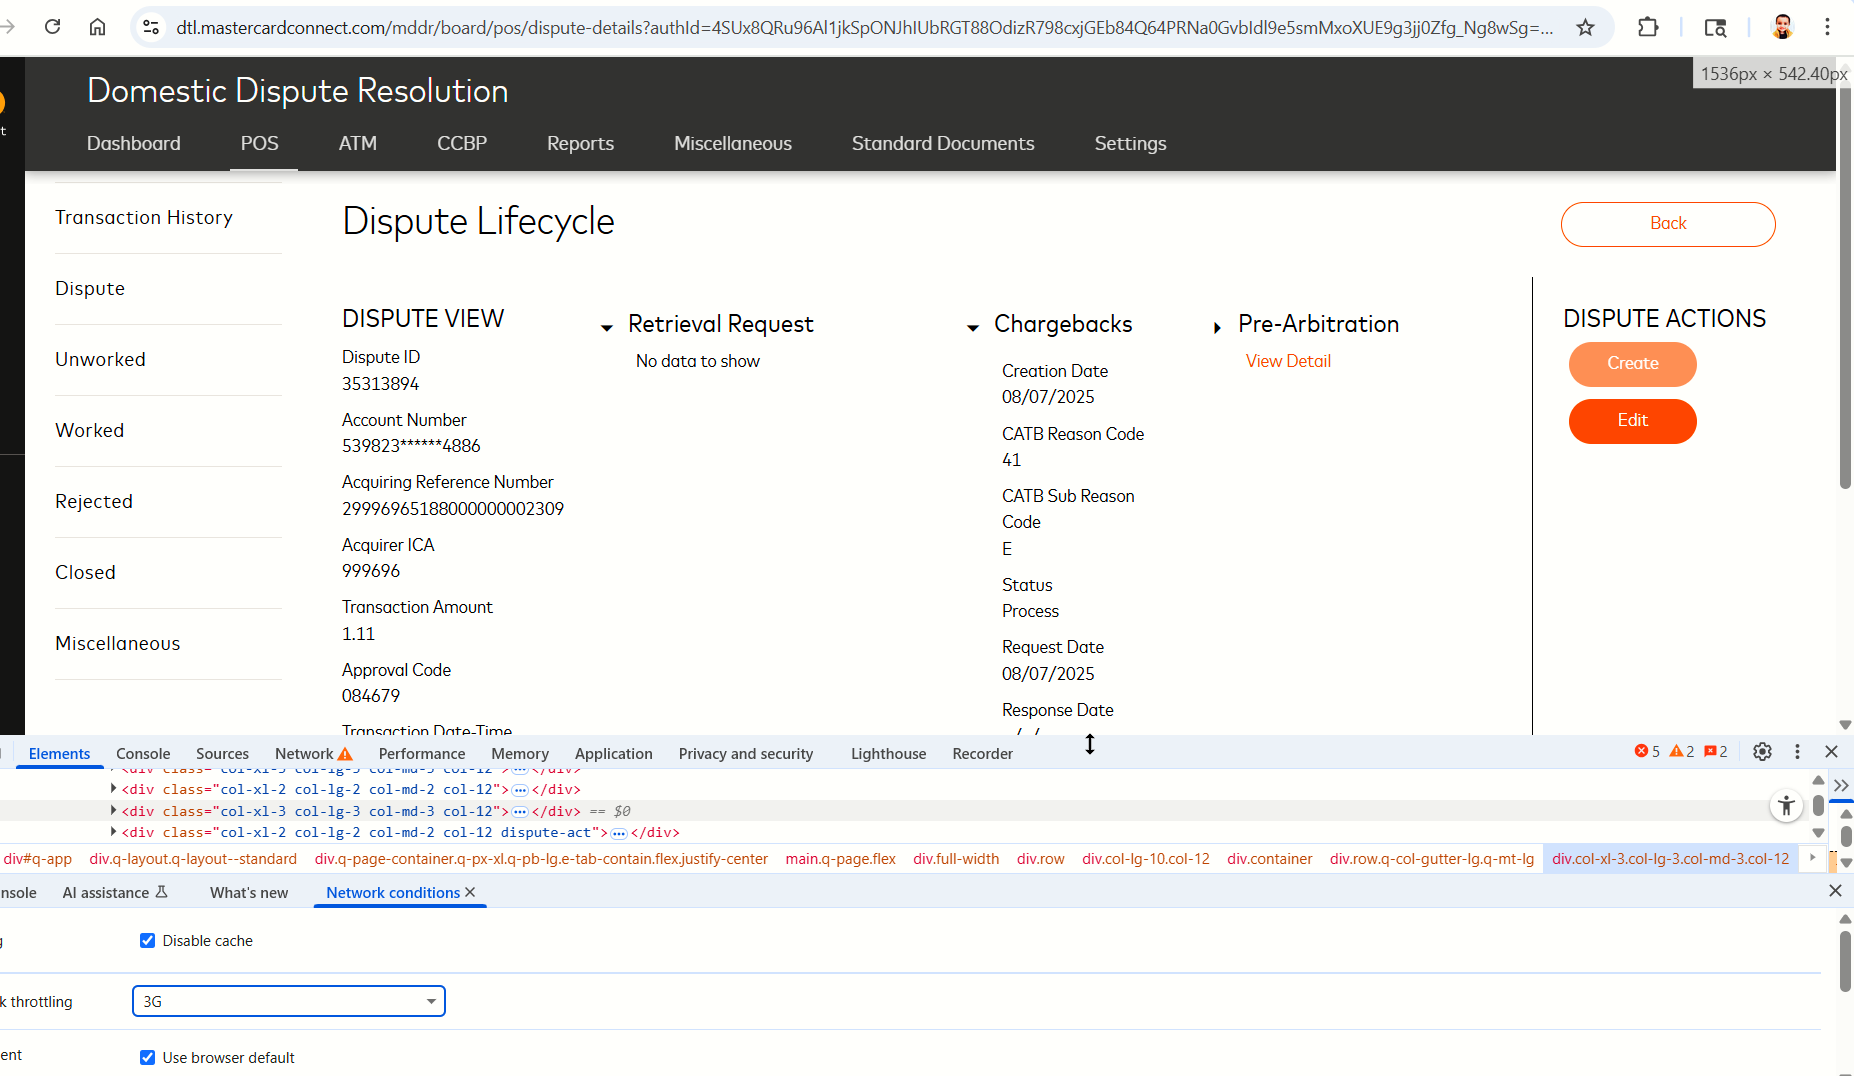 dtl.mastercardconnect.com/mddr/board/pos/dispute-details?authId=4SUx8QRu96Al1jkSpONJhIUbRGT88OdizR798cxjGEb84Q64PRNa0GvbIdl9e5smMxoXUE9g3jj0Zfg_Ng8wSg=...
1536px × 542.40px
Domestic Dispute Resolution
t
Dashboard POS ATM CCBP Reports Miscellaneous Standard Documents Settings
Transaction History
Dispute
Unworked
Worked
Rejected
Closed
Miscellaneous
Dispute Lifecycle
Back
DISPUTE VIEW
Dispute ID
35313894
Account Number
539823******4886
Acquiring Reference Number
29996965188000000002309
Acquirer ICA
999696
Transaction Amount
1.11
Approval Code
084679
Transaction Date-Time
Retrieval Request
No data to show
Chargebacks
Creation Date
08/07/2025
CATB Reason Code
41
CATB Sub Reason
Code
E
Status
Process
Request Date
08/07/2025
Response Date
Pre-Arbitration
View Detail
DISPUTE ACTIONS
Create
Edit
Elements Console Sources Network Performance Memory Application Privacy and security Lighthouse Recorder 5 2 2
<div class="col-xl-3 col-lg-3 col-md-3 col-12">…</div>
<div class="col-xl-2 col-lg-2 col-md-2 col-12">…</div>
<div class="col-xl-3 col-lg-3 col-md-3 col-12">…</div> == $0
<div class="col-xl-2 col-lg-2 col-md-2 col-12 dispute-act">…</div>
div#q-app div.q-layout.q-layout--standard div.q-page-container.q-px-xl.q-pb-lg.e-tab-contain.flex.justify-center main.q-page.flex div.full-width div.row div.col-lg-10.col-12 div.container div.row.q-col-gutter-lg.q-mt-lg div.col-xl-3.col-lg-3.col-md-3.col-12
nsole AI assistance What's new Network conditions
g Disable cache
k throttling 3G
ent Use browser default